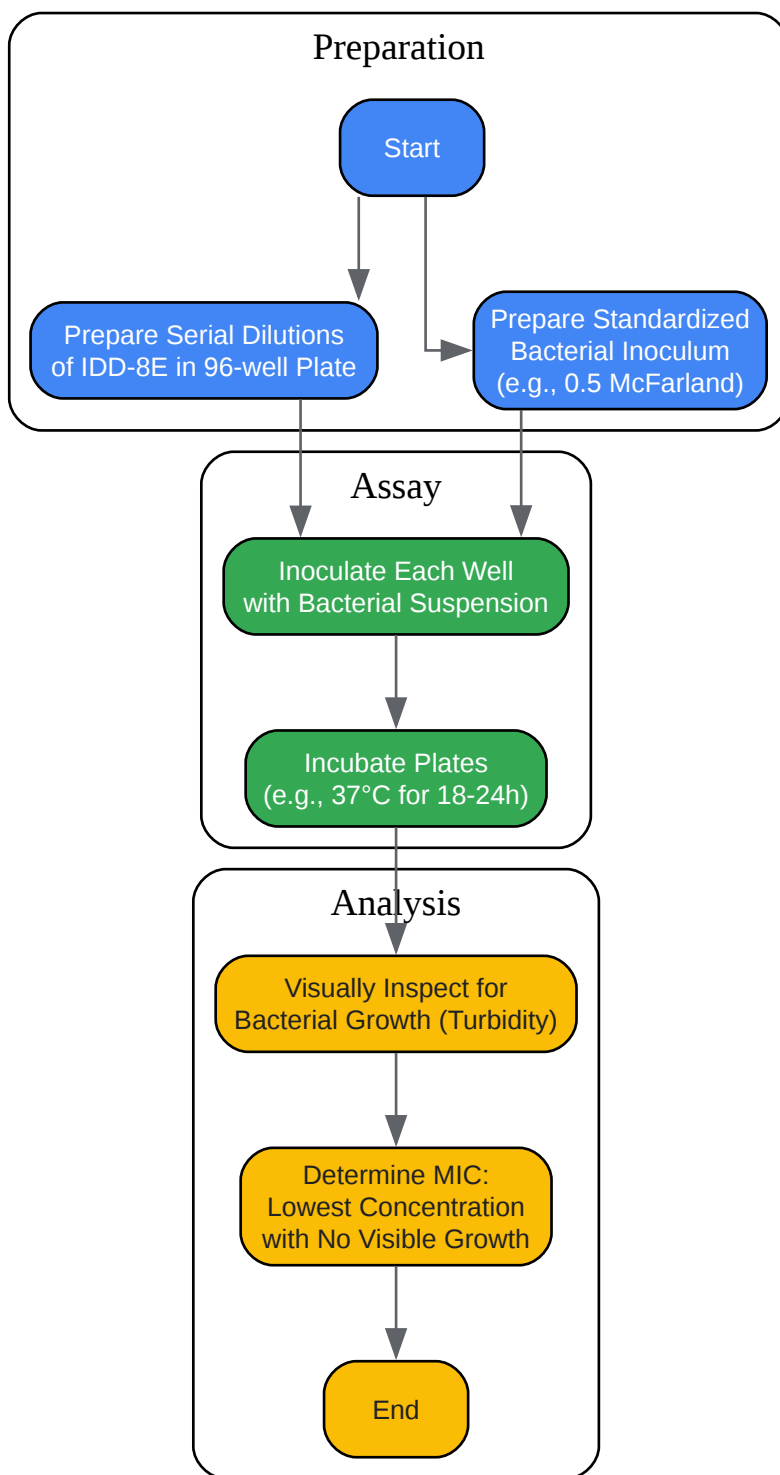 Preparation
Start
Prepare Serial Dilutions
of IDD-8E in 96-well Plate
Prepare Standardized
Bacterial Inoculum
(e.g., 0.5 McFarland)
Assay
Inoculate Each Well
with Bacterial Suspension
Incubate Plates
(e.g., 37°C for 18-24h)
Analysis
Visually Inspect for
Bacterial Growth (Turbidity)
Determine MIC:
Lowest Concentration
with No Visible Growth
End